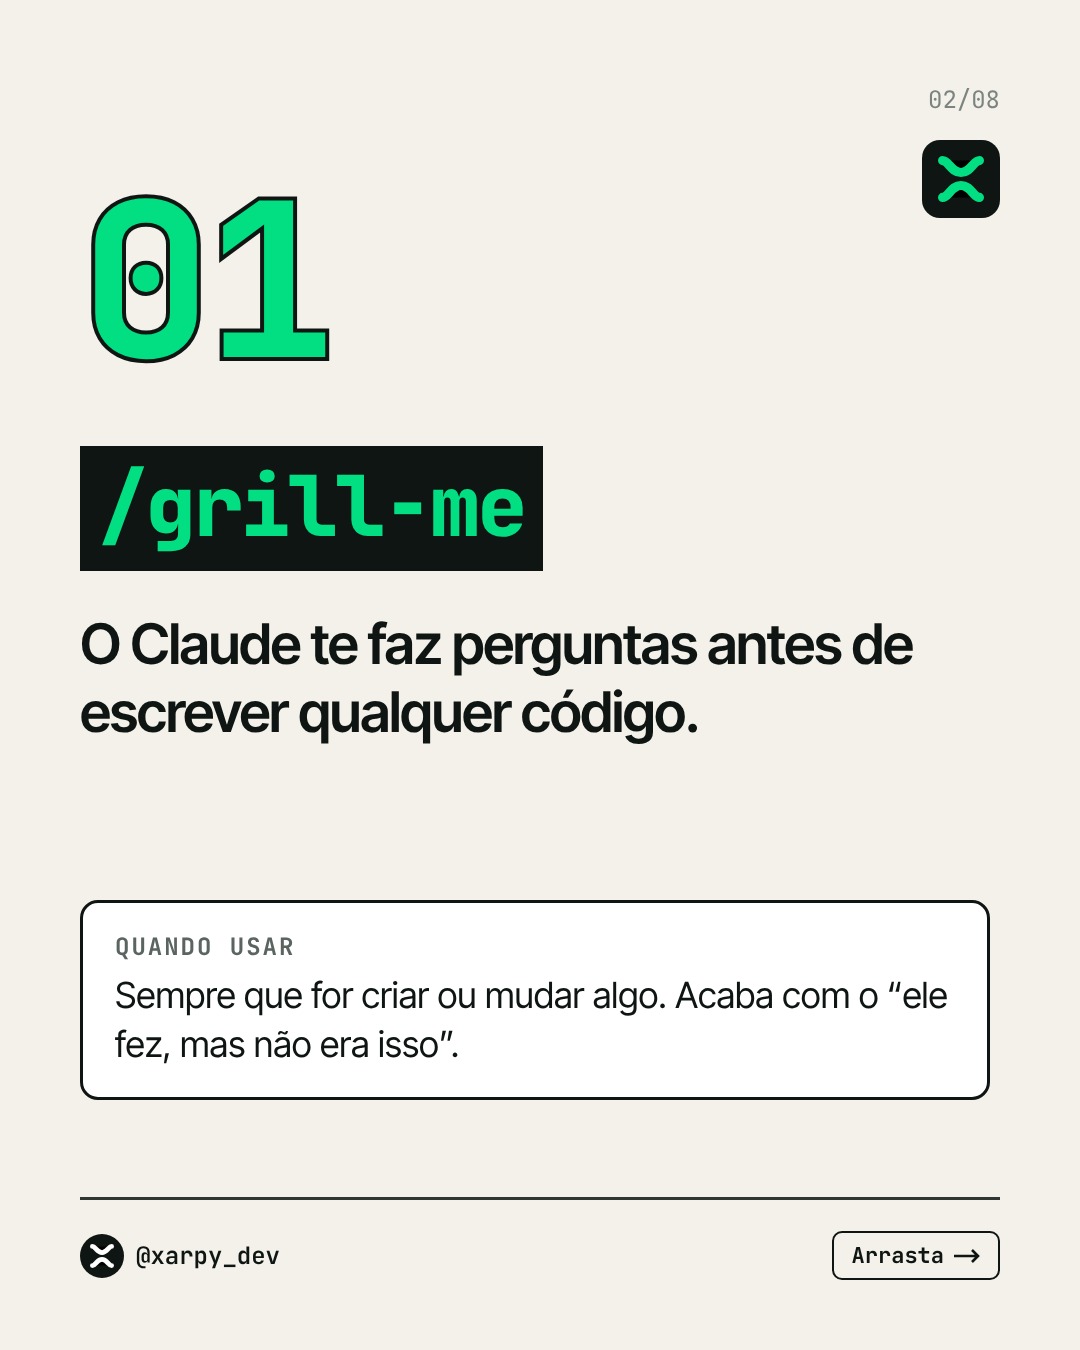 02/08
01
/grill-me
O Claude te faz perguntas antes de
escrever qualquer código.
QUANDO USAR
Sempre que for criar ou mudar algo. Acaba com o “ele
fez, mas não era isso”.
@xarpy_dev
Arrasta →